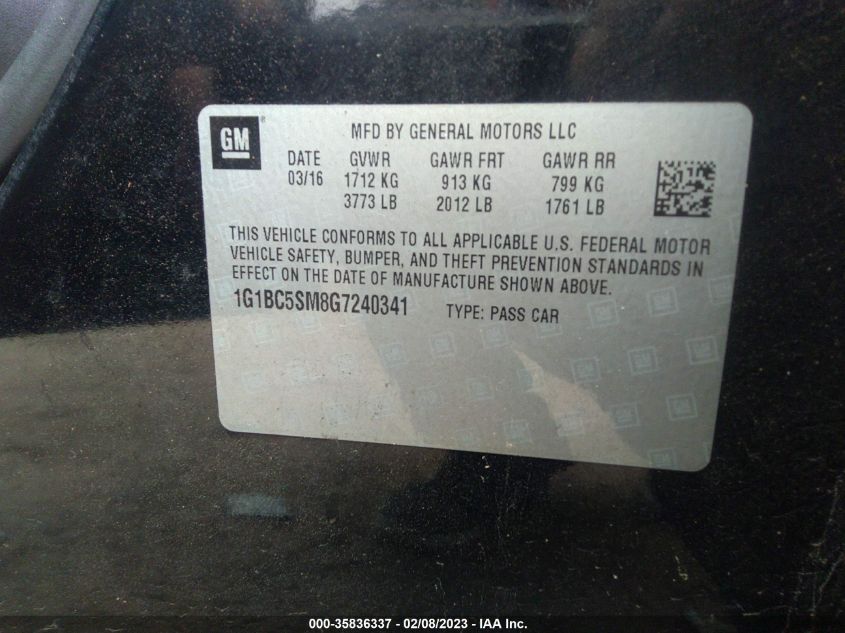 GM ®
MFD BY GENERAL MOTORS LLC
DATE GVWR GAWR FRT GAWR RR
03/16 1712 KG 913 KG 799 KG
3773 LB 2012 LB 1761 LB
THIS VEHICLE CONFORMS TO ALL APPLICABLE U.S. FEDERAL MOTOR
VEHICLE SAFETY, BUMPER, AND THEFT PREVENTION STANDARDS IN
EFFECT ON THE DATE OF MANUFACTURE SHOWN ABOVE.
1G1BC5SM8G7240341 TYPE: PASS CAR
000-35836337 - 02/08/2023 - IAA Inc.